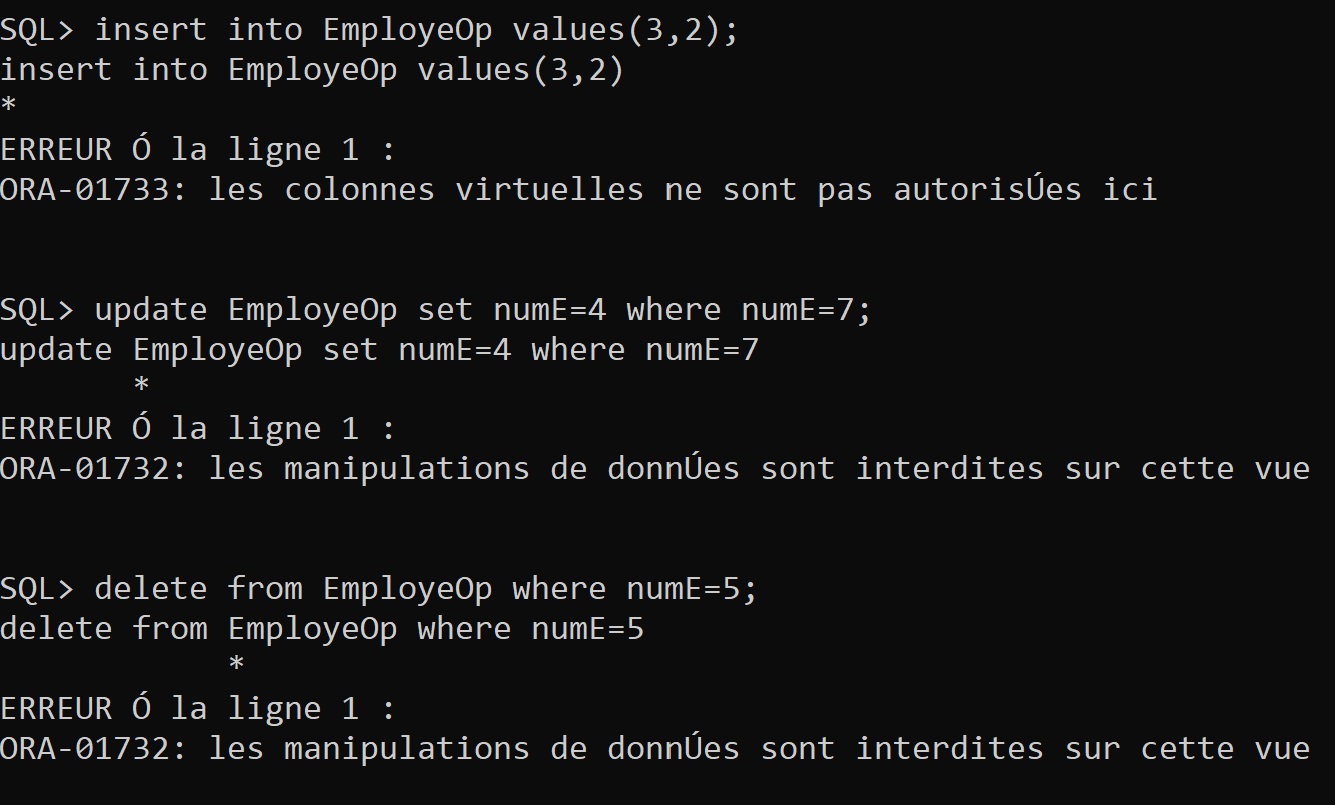 SQL> insert into EmployeOp values(3,2);
insert into EmployeOp values(3,2)
*
ERREUR Ó la ligne 1 :
ORA-01733: les colonnes virtuelles ne sont pas autorisÚes ici
SQL> update EmployeOp set numE=4 where numE=7;
update EmployeOp set numE=4 where numE=7
*
ERREUR Ó la ligne 1 :
ORA-01732: les manipulations de donnÚes sont interdites sur cette vue
SQL> delete from EmployeOp where numE=5;
delete from EmployeOp where numE=5
*
ERREUR Ó la ligne 1 :
ORA-01732: les manipulations de donnÚes sont interdites sur cette vue